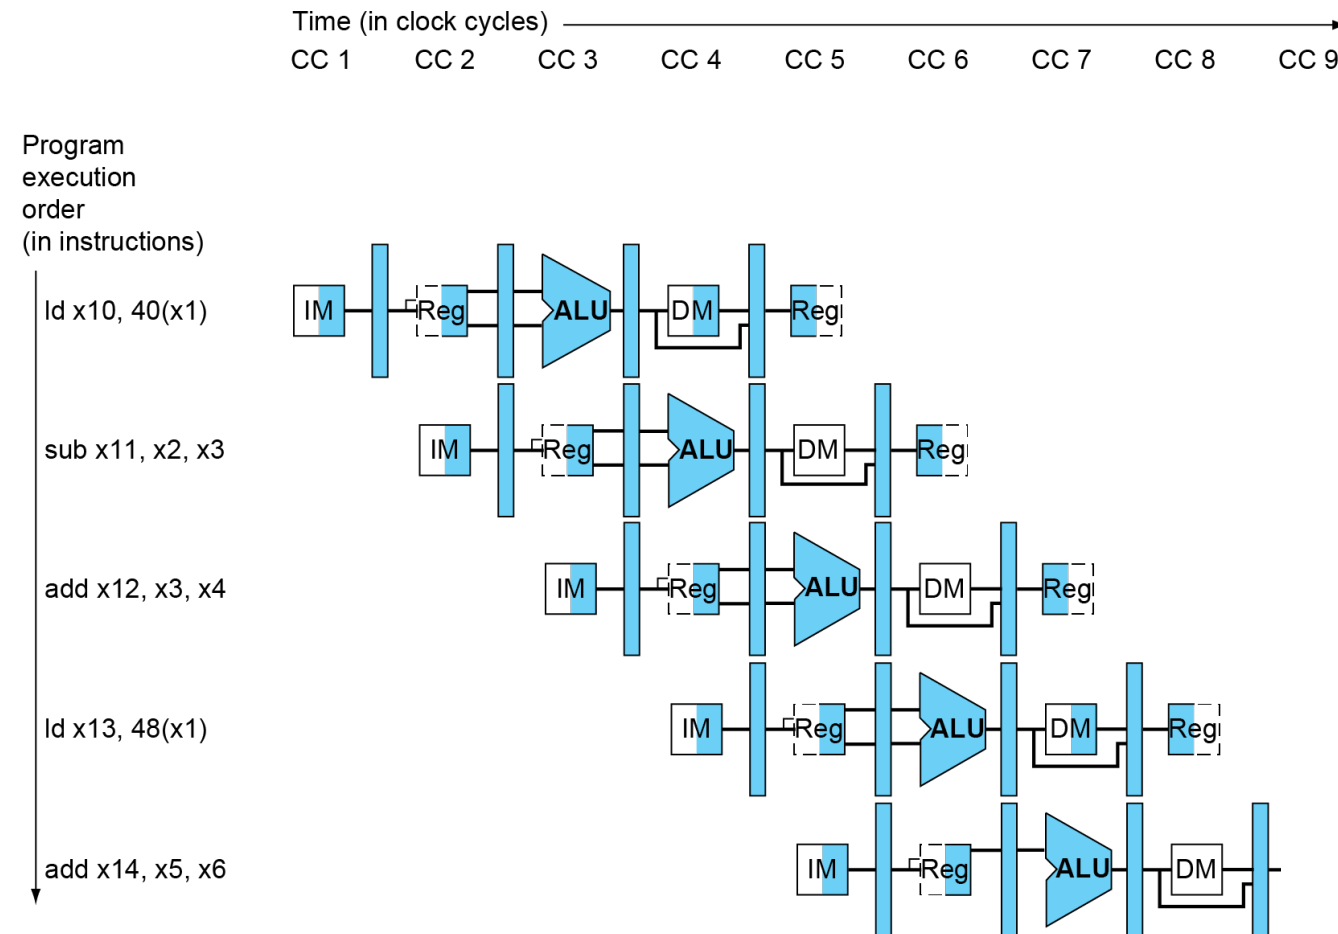 Time (in clock cycles)
CC 1 CC 2 CC 3 CC 4 CC 5 CC 6 CC 7 CC 8 CC 9
Program
execution
order
(in instructions)
ld x10, 40(x1) IM Reg ALU DM Reg
sub x11, x2, x3 IM Reg ALU DM Reg
add x12, x3, x4 IM Reg ALU DM Reg
ld x13, 48(x1) IM Reg ALU DM Reg
add x14, x5, x6 IM Reg ALU DM